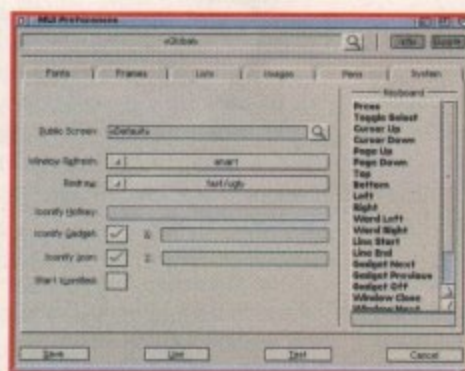 MUI Preferences
«Global»
Fonts
Frames
Lists
Images
Pens
System
Keyboard
Public Screen:
«Default»
Window Refresh:
smart
Redraw:
fast/ugly
Iconify Hotkey:
Iconify Gadget:
Iconify Icon:
Start Iconified:
Press
Toggle Select
Cursor Up
Cursor Down
Page Up
Page Down
Top
Bottom
Left
Right
Word Left
Word Right
Line Start
Line End
Gadget Next
Gadget Previous
Gadget Off
Window Close
Window Next
Save
Use
Test
Cancel